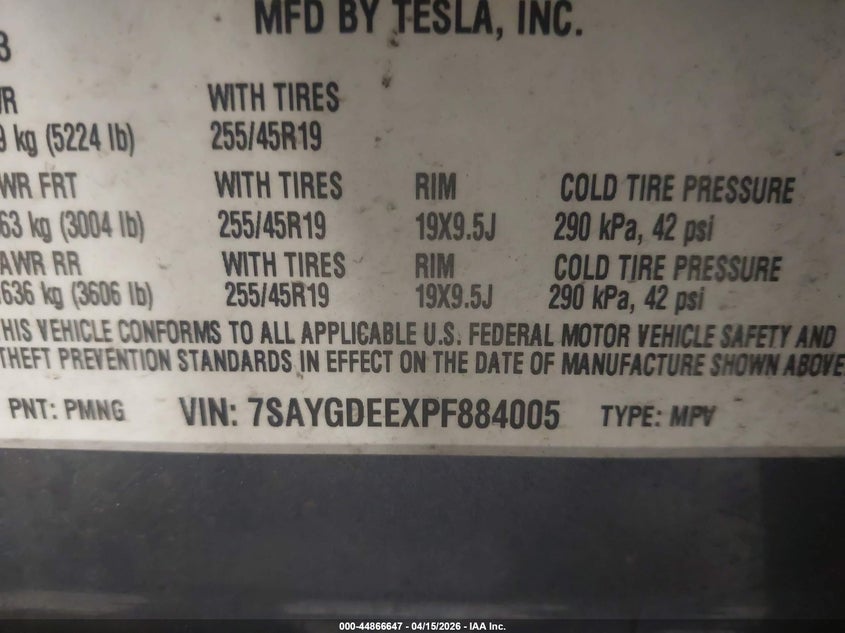 MFD BY TESLA, INC.
3
WITH TIRES
9 kg (5224 lb) 255/45R19
WR FRT WITH TIRES RIM COLD TIRE PRESSURE
63 kg (3004 lb) 255/45R19 19X9.5J 290 kPa, 42 psi
AWR RR WITH TIRES RIM COLD TIRE PRESSURE
636 kg (3606 lb) 255/45R19 19X9.5J 290 kPa, 42 psi
HIS VEHICLE CONFORMS TO ALL APPLICABLE U.S. FEDERAL MOTOR VEHICLE SAFETY AND
THEFT PREVENTION STANDARDS IN EFFECT ON THE DATE OF MANUFACTURE SHOWN ABOVE
PNT: PMNG VIN: 7SAYGDEEXPF884005 TYPE: MPV
000-44866647 - 04/15/2026 - IAA Inc.